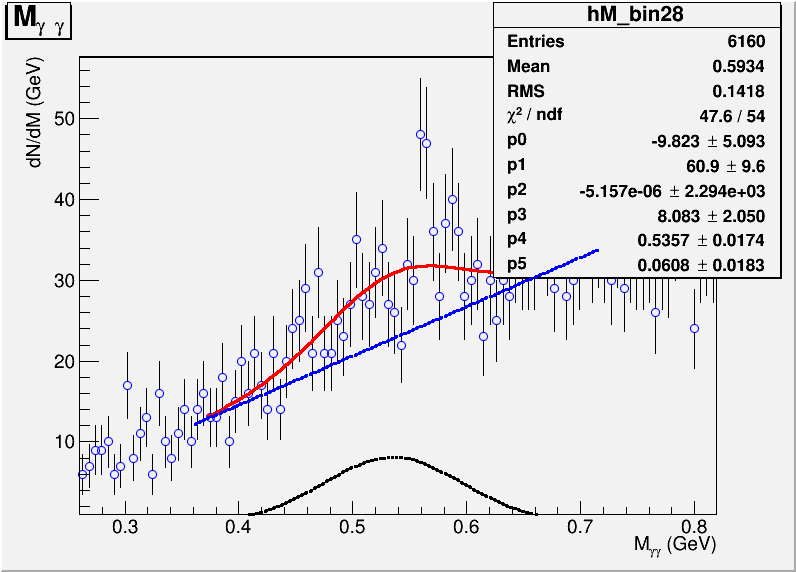 M γ γ
hM_bin28
Entries 6160
Mean 0.5934
RMS 0.1418
χ² / ndf 47.6 / 54
p0 -9.823 ± 5.093
p1 60.9 ± 9.6
p2 -5.157e-06 ± 2.294e+03
p3 8.083 ± 2.050
p4 0.5357 ± 0.0174
p5 0.0608 ± 0.0183
dN/dM (GeV)
50
40
30
20
10
0.3 0.4 0.5 0.6 0.7 0.8
Mγγ (GeV)